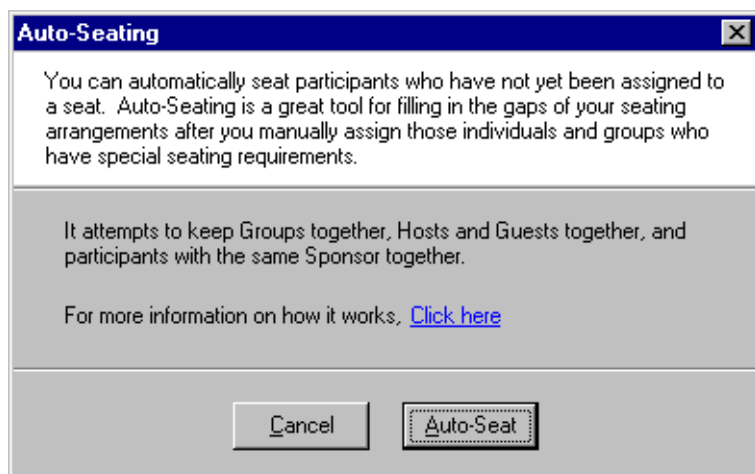 Auto-Seating
You can automatically seat participants who have not yet been assigned to
a seat.  Auto-Seating is a great tool for filling in the gaps of your seating
arrangements after you manually assign those individuals and groups who
have special seating requirements.
It attempts to keep Groups together, Hosts and Guests together, and
participants with the same Sponsor together.
For more information on how it works, Click here
Cancel Auto-Seat